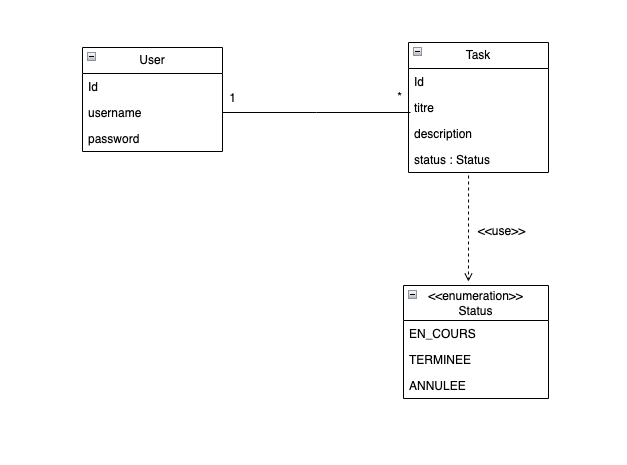 User
Id
username
password
1
*
Task
Id
titre
description
status : Status
<<use>>
<<enumeration>>
Status
EN_COURS
TERMINEE
ANNULEE